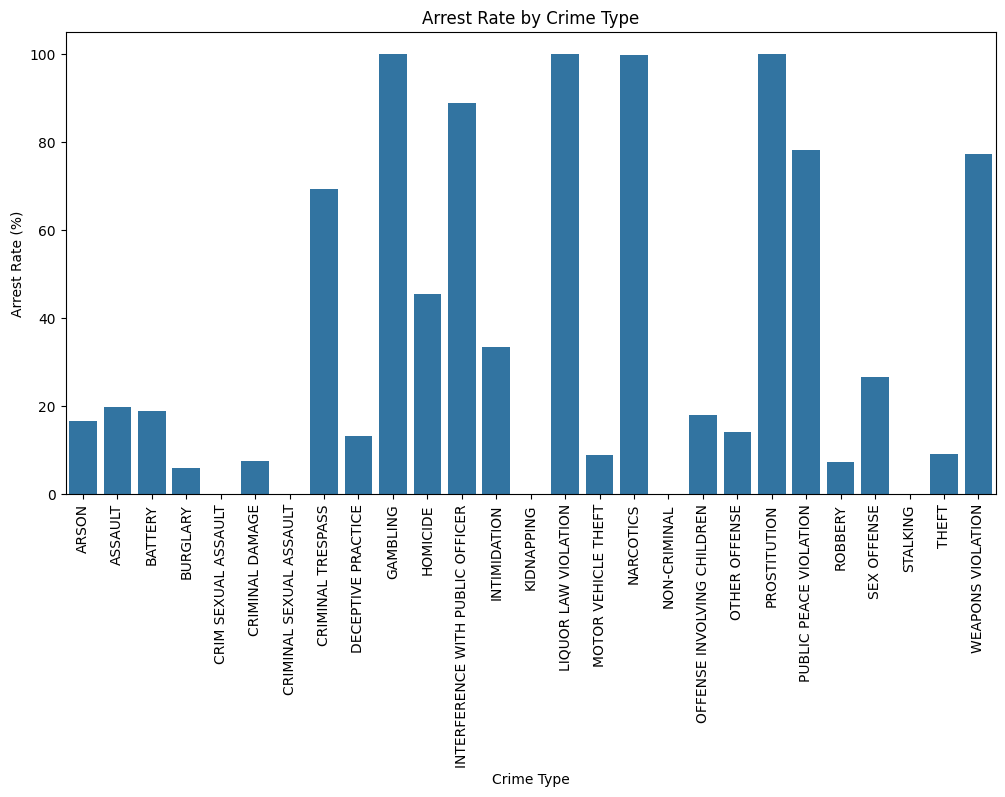 Arrest Rate by Crime Type
Arrest Rate (%)
100
80
60
40
20
0
ARSON
ASSAULT
BATTERY
BURGLARY
CRIM SEXUAL ASSAULT
CRIMINAL DAMAGE
CRIMINAL SEXUAL ASSAULT
CRIMINAL TRESPASS
DECEPTIVE PRACTICE
GAMBLING
HOMICIDE
INTERFERENCE WITH PUBLIC OFFICER
INTIMIDATION
KIDNAPPING
LIQUOR LAW VIOLATION
MOTOR VEHICLE THEFT
NARCOTICS
NON-CRIMINAL
OFFENSE INVOLVING CHILDREN
OTHER OFFENSE
PROSTITUTION
PUBLIC PEACE VIOLATION
ROBBERY
SEX OFFENSE
STALKING
THEFT
WEAPONS VIOLATION
Crime Type